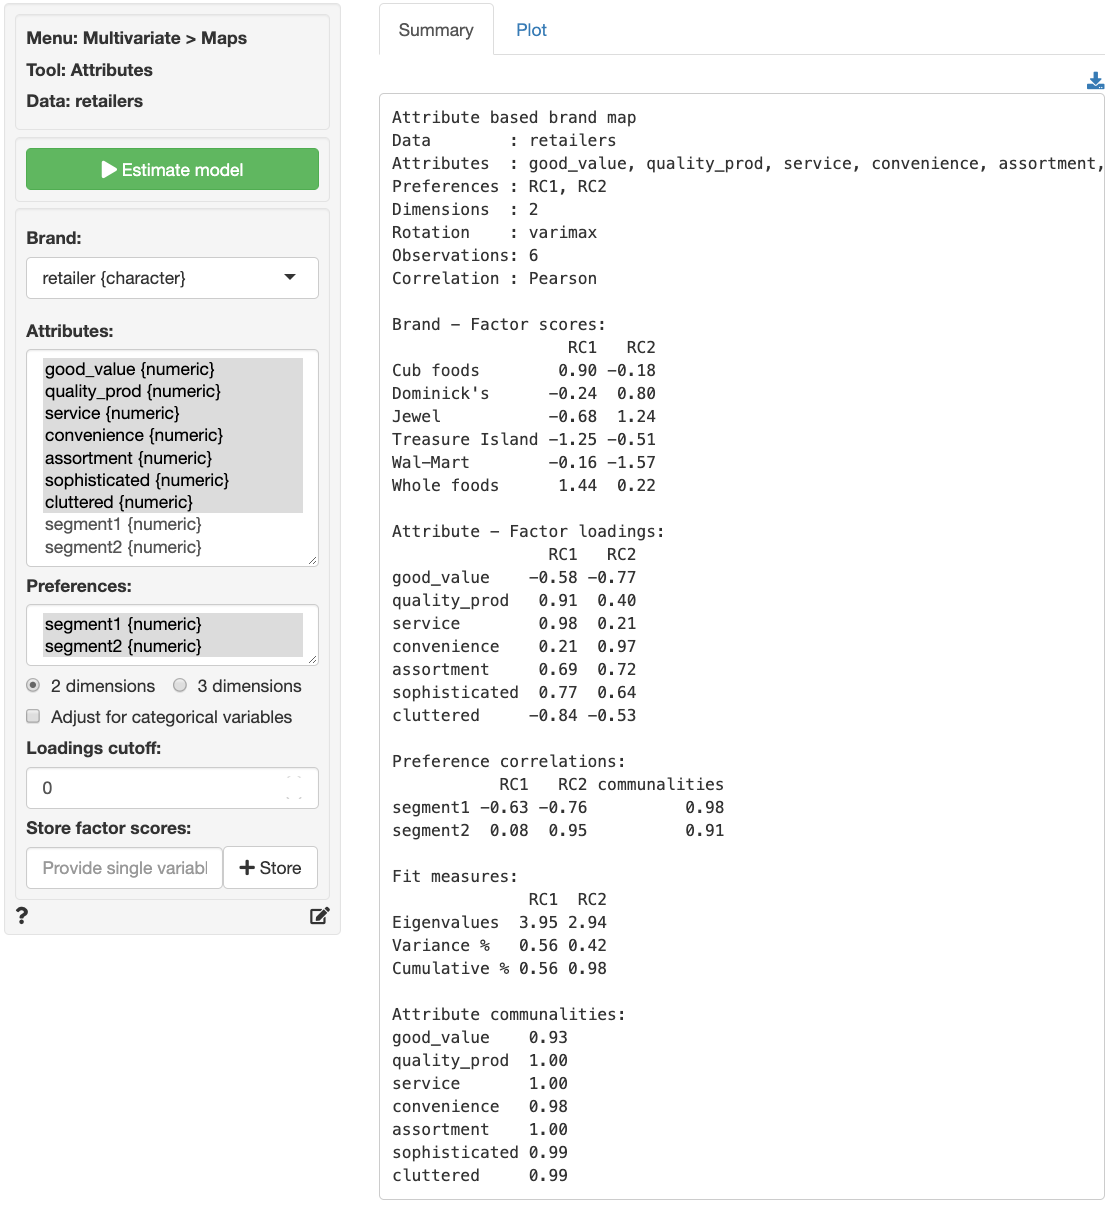 Menu: Multivariate > Maps
Tool: Attributes
Data: retailers
Estimate model
Brand:
retailer {character}
Attributes:
good_value {numeric}
quality_prod {numeric}
service {numeric}
convenience {numeric}
assortment {numeric}
sophisticated {numeric}
cluttered {numeric}
segment1 {numeric}
segment2 {numeric}
Preferences:
segment1 {numeric}
segment2 {numeric}
2 dimensions 3 dimensions
Adjust for categorical variables
Loadings cutoff:
0
Store factor scores:
Provide single variabl + Store
?
Summary Plot
Attribute based brand map
Data : retailers
Attributes : good_value, quality_prod, service, convenience, assortment,
Preferences : RC1, RC2
Dimensions : 2
Rotation : varimax
Observations: 6
Correlation : Pearson
Brand - Factor scores:
RC1 RC2
Cub foods 0.90 -0.18
Dominick's -0.24 0.80
Jewel -0.68 1.24
Treasure Island -1.25 -0.51
Wal-Mart -0.16 -1.57
Whole foods 1.44 0.22
Attribute - Factor loadings:
RC1 RC2
good_value -0.58 -0.77
quality_prod 0.91 0.40
service 0.98 0.21
convenience 0.21 0.97
assortment 0.69 0.72
sophisticated 0.77 0.64
cluttered -0.84 -0.53
Preference correlations:
RC1 RC2 communalities
segment1 -0.63 -0.76 0.98
segment2 0.08 0.95 0.91
Fit measures:
RC1 RC2
Eigenvalues 3.95 2.94
Variance % 0.56 0.42
Cumulative % 0.56 0.98
Attribute communalities:
good_value 0.93
quality_prod 1.00
service 1.00
convenience 0.98
assortment 1.00
sophisticated 0.99
cluttered 0.99